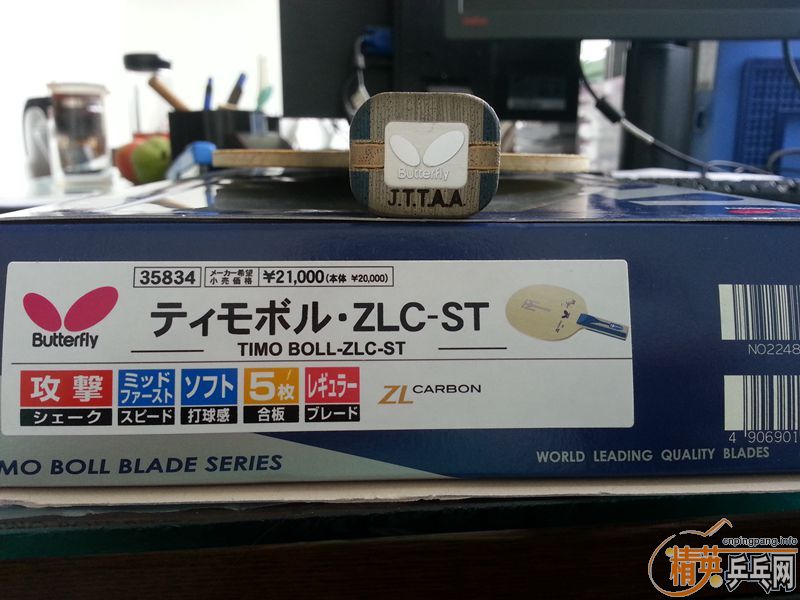 Butterfly
J.T.T.A.A.
35834 メーカー希望小売価格 ¥21,000(本体 ¥20,000)
Butterfly
ティモボル・ZLC-ST
TIMO BOLL-ZLC-ST
攻撃 ミッドファースト ソフト 5枚 レギュラー
シェーク スピード 打球感 合板 ブレード
ZL CARBON
NO2248
4 906901
MO BOLL BLADE SERIES
WORLD LEADING QUALITY BLADES
cnpingpang.info
精英乒乓网